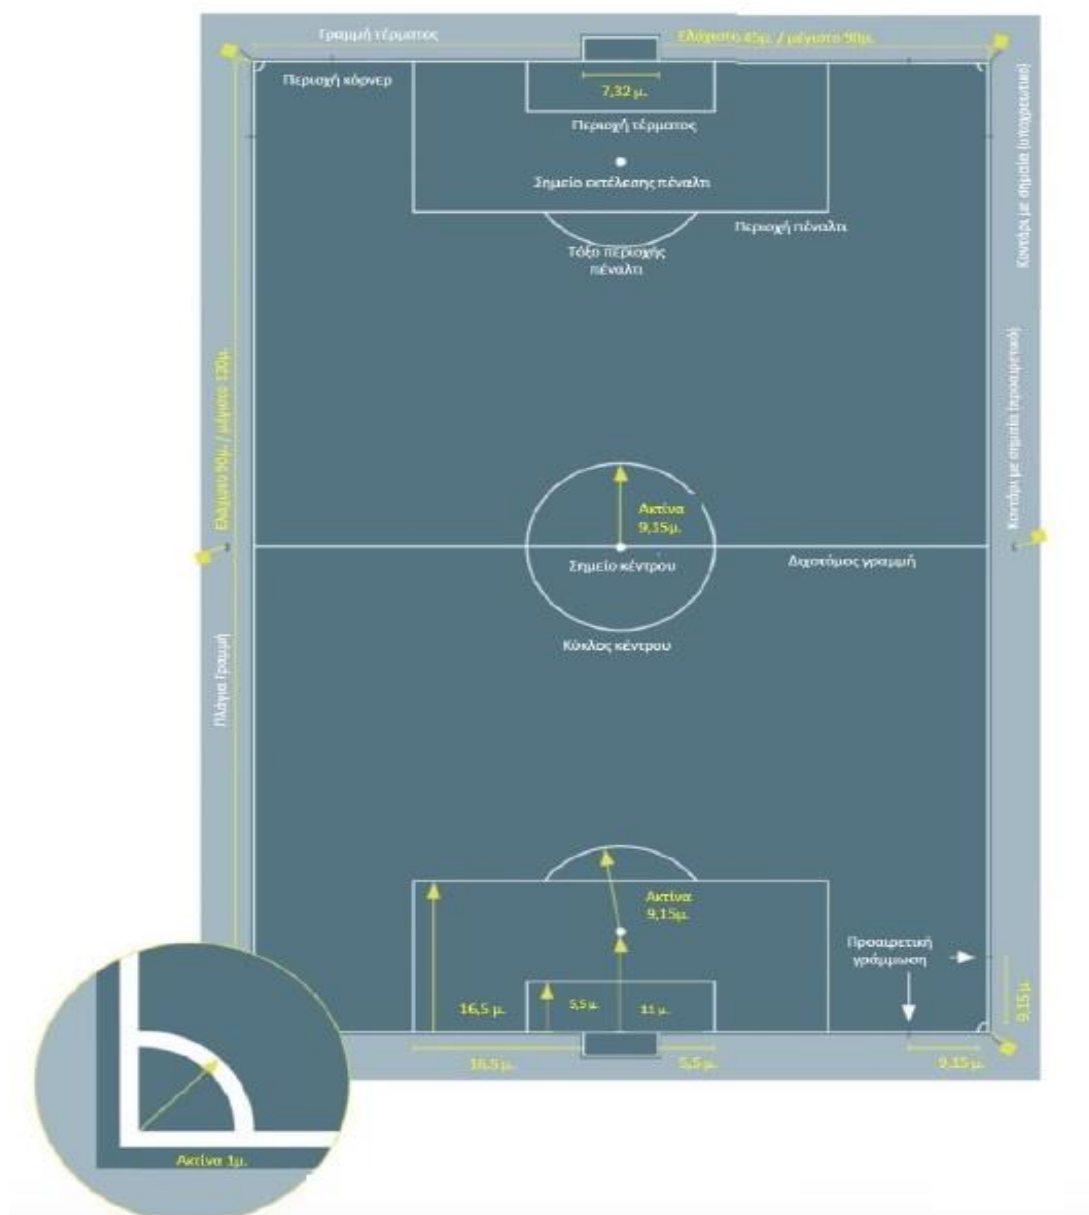 Γραμμή τέρματος
Ελάχιστο 45μ. / μέγιστο 90μ.
Περιοχή κόρνερ
7,32 μ.
Περιοχή τέρματος
Σημείο εκτέλεσης πέναλτι
Περιοχή πέναλτι
Τόξο περιοχής
πέναλτι
Κοντάρι με σημαία (υποχρεωτικό)
Ελάχιστο 90μ. / μέγιστο 120μ.
Κοντάρι με σημαία (προαιρετικό)
Ακτίνα
9,15μ.
Σημείο κέντρου
Διχοτόμος γραμμή
Κύκλος κέντρου
Πλάγια Γραμμή
Ακτίνα
9,15μ.
Προαιρετική
γράμμωση
16,5 μ.
5,5 μ.
11 μ.
9,15 μ
16,5 μ.
5,5 μ.
9,15 μ.
Ακτίνα 1μ.